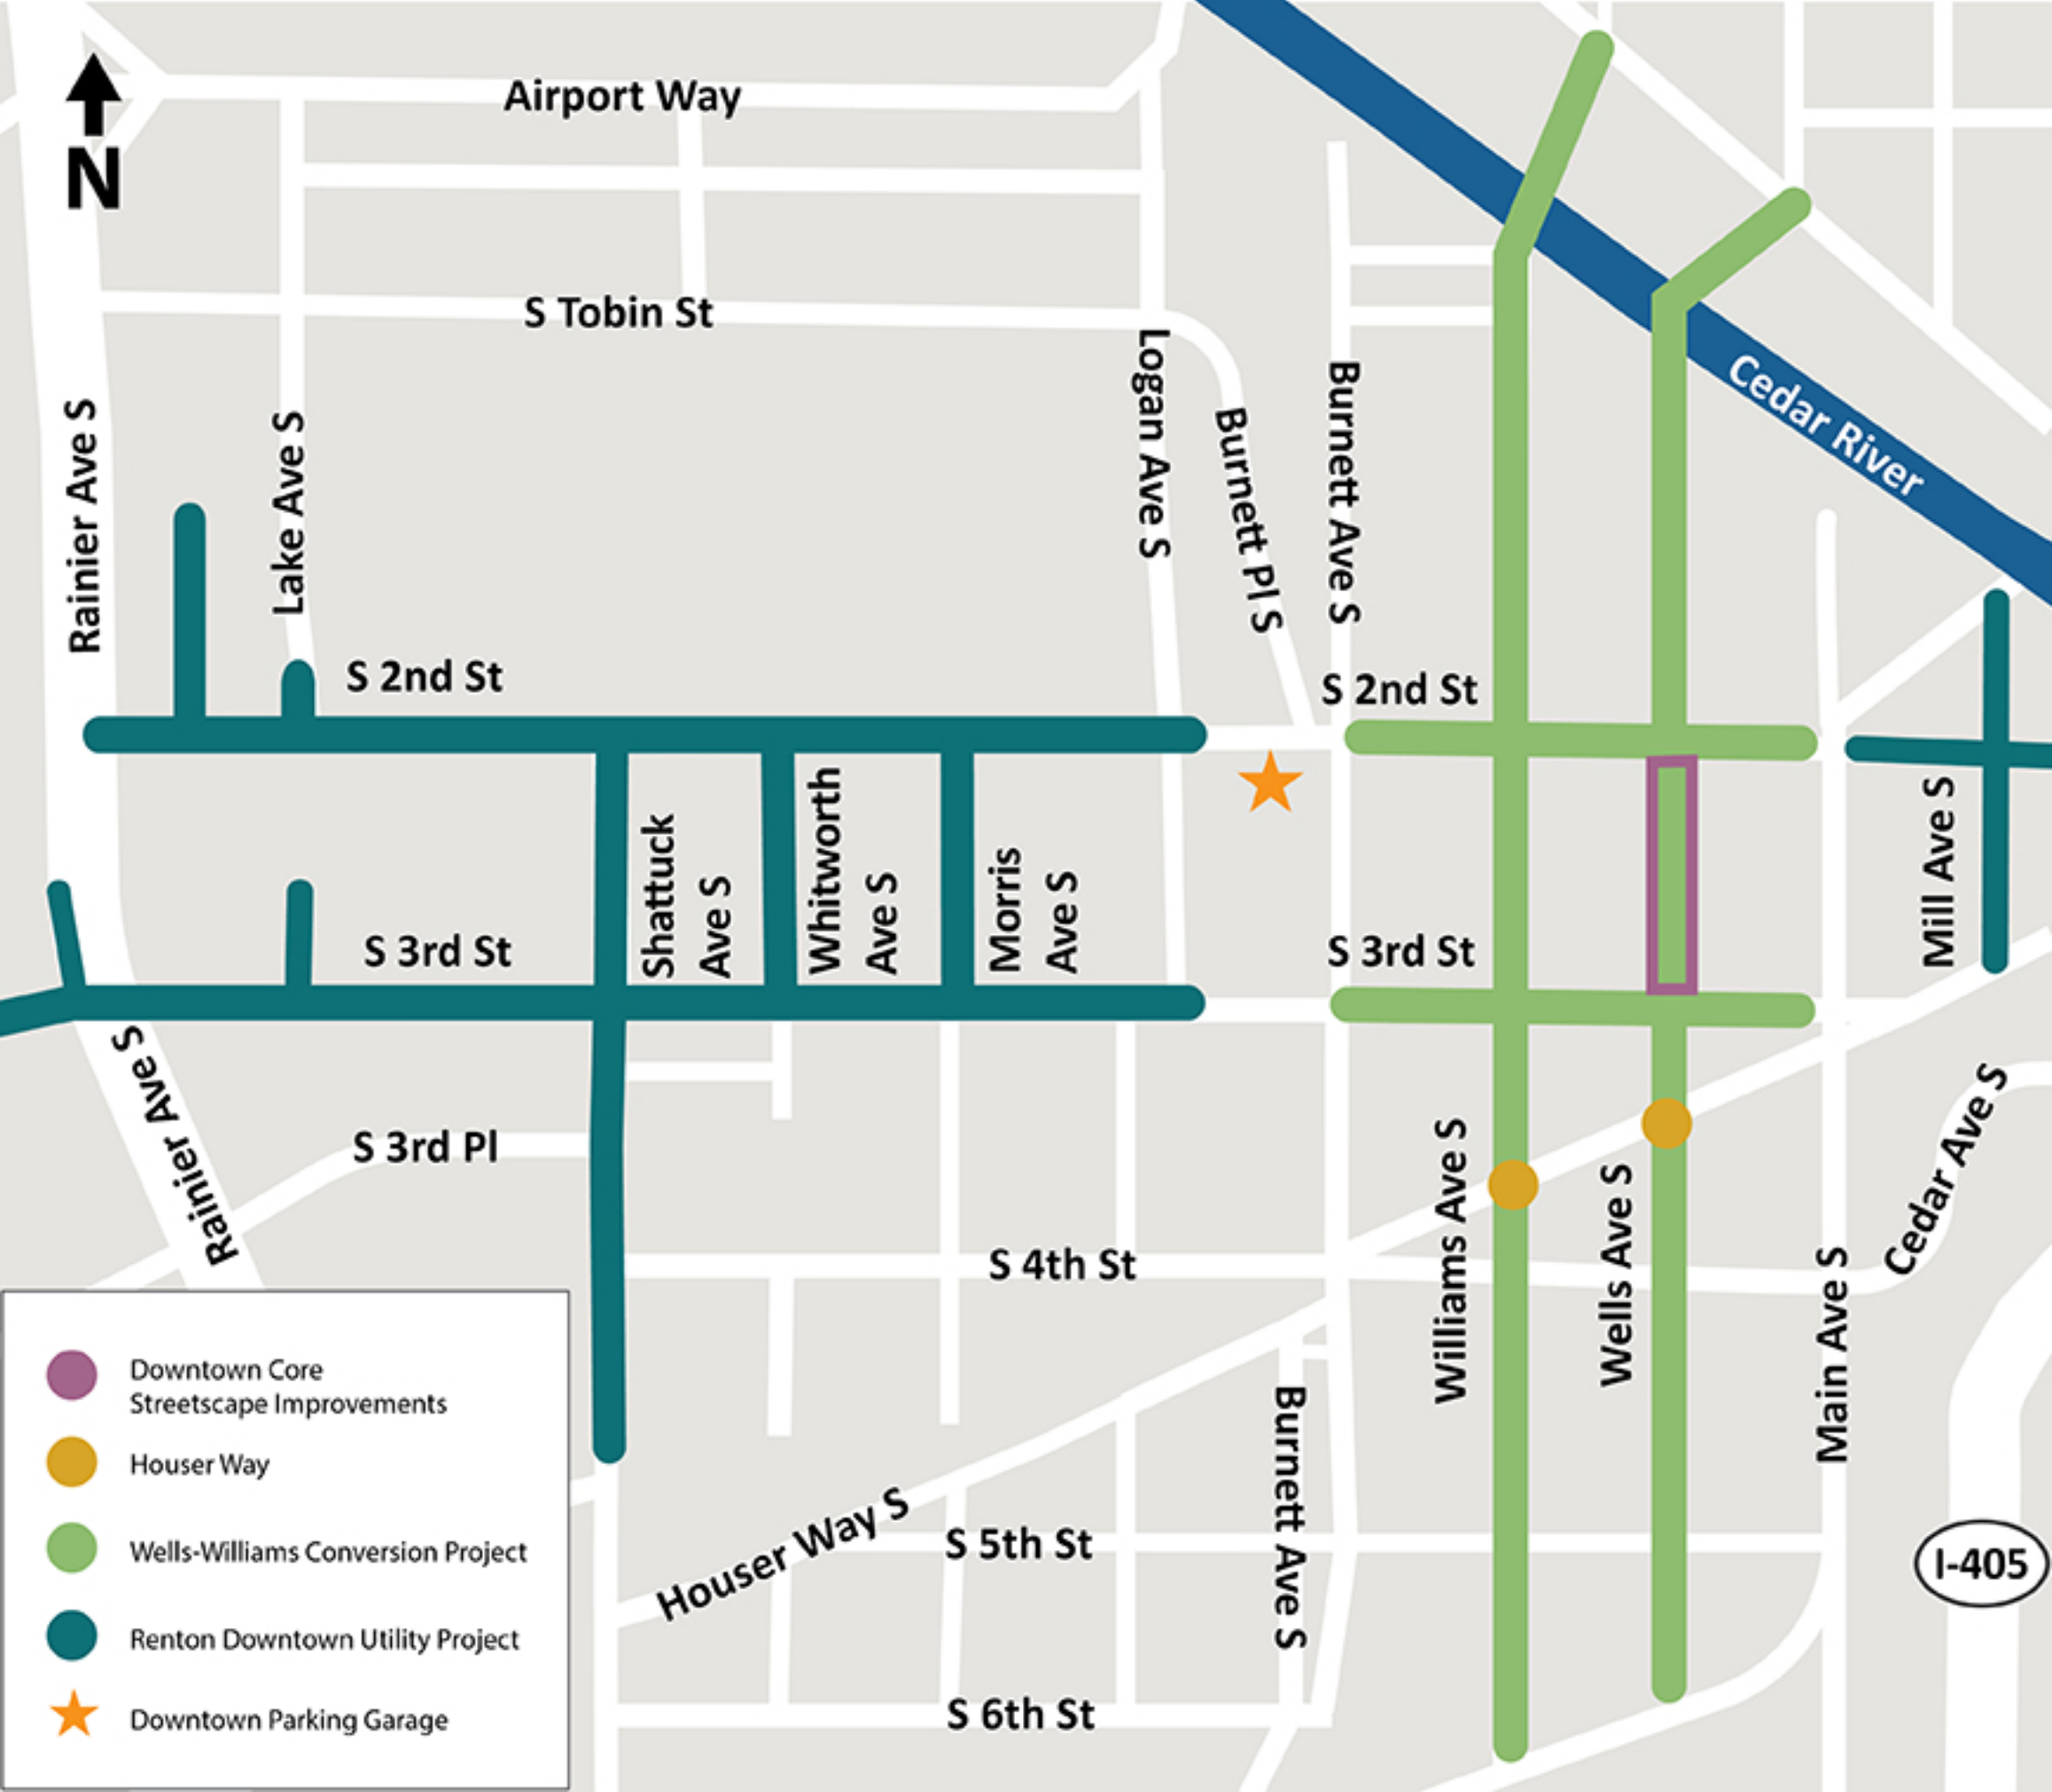 Airport Way
N
S Tobin St
Logan Ave S
Burnett Pl S
Burnett Ave S
Cedar River
Rainier Ave S
Lake Ave S
S 2nd St
S 2nd St
Shattuck
Ave S
Whitworth
Ave S
Morris
Ave S
Mill Ave S
S 3rd St
S 3rd St
Rainier Ave S
Rainier Ave S
S 3rd Pl
Williams Ave S
Wells Ave S
Cedar Ave S
S 4th St
Main Ave S
Burnett Ave S
Houser Way S
S 5th St
I-405
S 6th St
Downtown Core
Streetscape Improvements
Houser Way
Wells-Williams Conversion Project
Renton Downtown Utility Project
Downtown Parking Garage